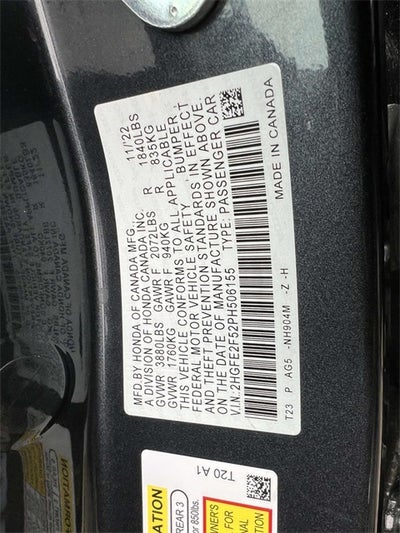 MFD.BY HONDA OF CANADA MFG. 11/'22
A DIVISION OF HONDA CANADA INC.
GVWR 3880LBS GAWR F 2072LBS R 1840LBS
GVWR 1760KG GAWR F 940KG R 835KG
THIS VEHICLE CONFORMS TO ALL APPLICABLE
FEDERAL MOTOR VEHICLE SAFETY BUMPER,
AND THEFT PREVENTION STANDARDS IN EFFECT
ON THE DATE OF MANUFACTURE SHOWN ABOVE.
V.I.N.:2HGFE2F52PH506155 TYPE: PASSENGER CAR
T23 P AG5 -NH904M -Z -H MADE IN CANADA
T20 A1
REAR 3